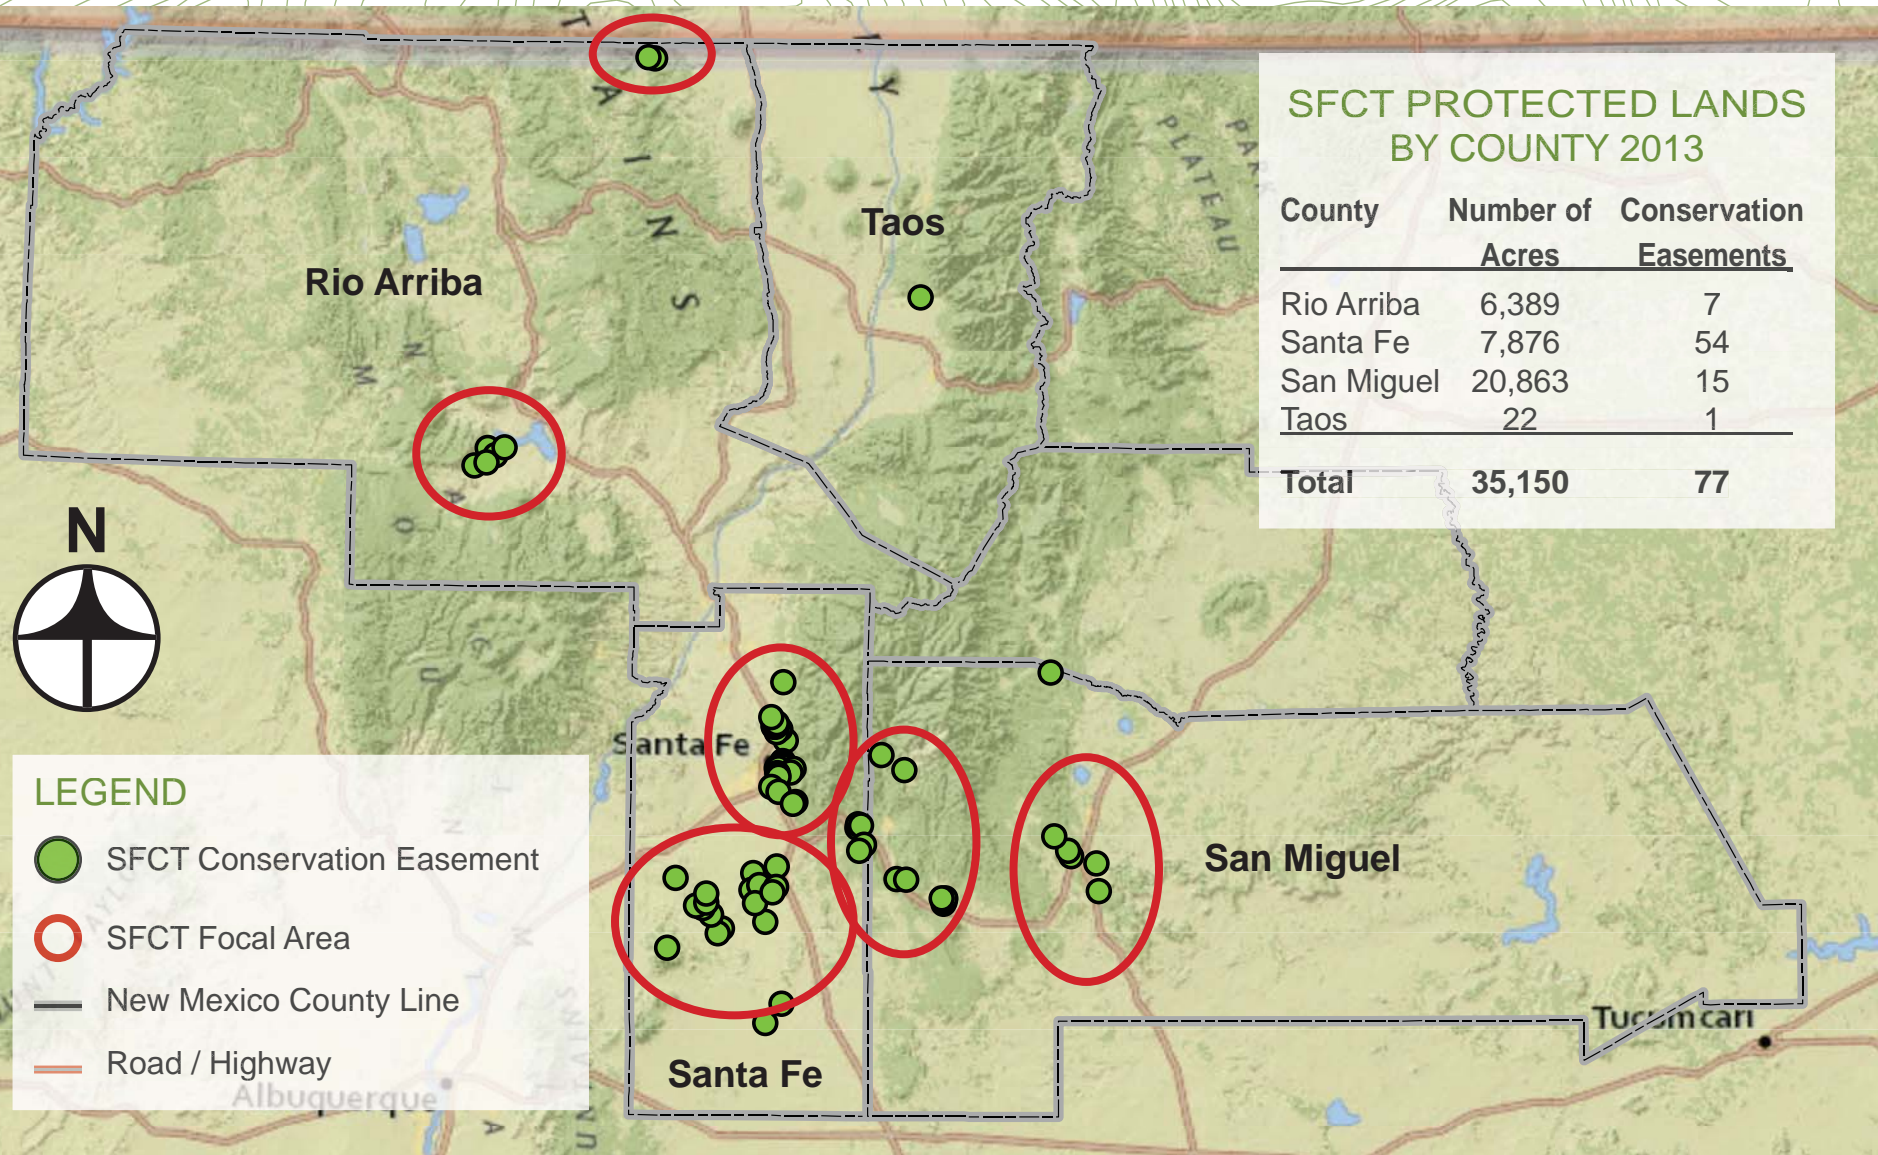 SFCT PROTECTED LANDS
BY COUNTY 2013
County Number of Conservation
Acres Easements
Rio Arriba 6,389 7
Santa Fe 7,876 54
San Miguel 20,863 15
Taos 22 1
Total 35,150 77
Taos
Rio Arriba
PLATEAU
PARK
N
Santa Fe
San Miguel
Tucumcari
Santa Fe
LEGEND
SFCT Conservation Easement
SFCT Focal Area
New Mexico County Line
Road / Highway
Albuquerque